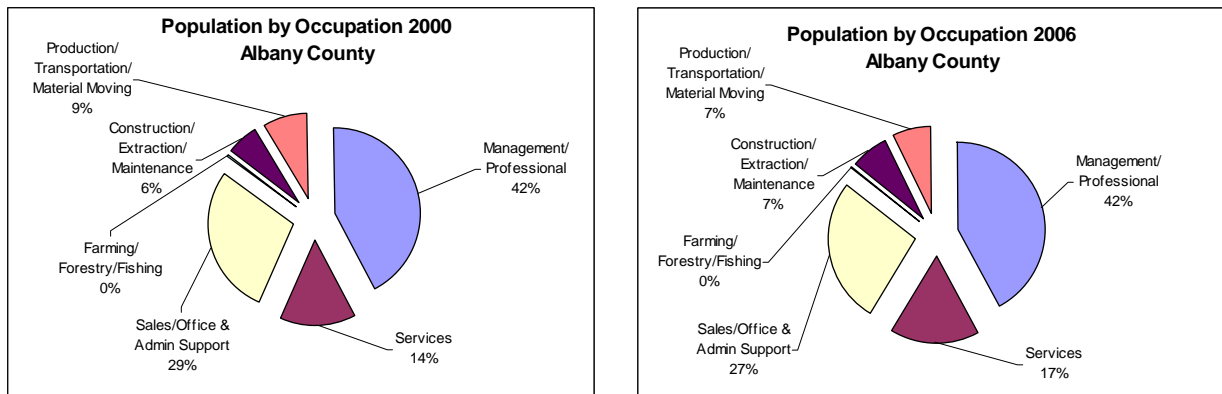 Population by Occupation 2000
Albany County
Production/
Transportation/
Material Moving
9%
Construction/
Extraction/
Maintenance
6%
Farming/
Forestry/Fishing
0%
Sales/Office &
Admin Support
29%
Services
14%
Management/
Professional
42%
Population by Occupation 2006
Albany County
Production/
Transportation/
Material Moving
7%
Construction/
Extraction/
Maintenance
7%
Farming/
Forestry/Fishing
0%
Sales/Office &
Admin Support
27%
Services
17%
Management/
Professional
42%